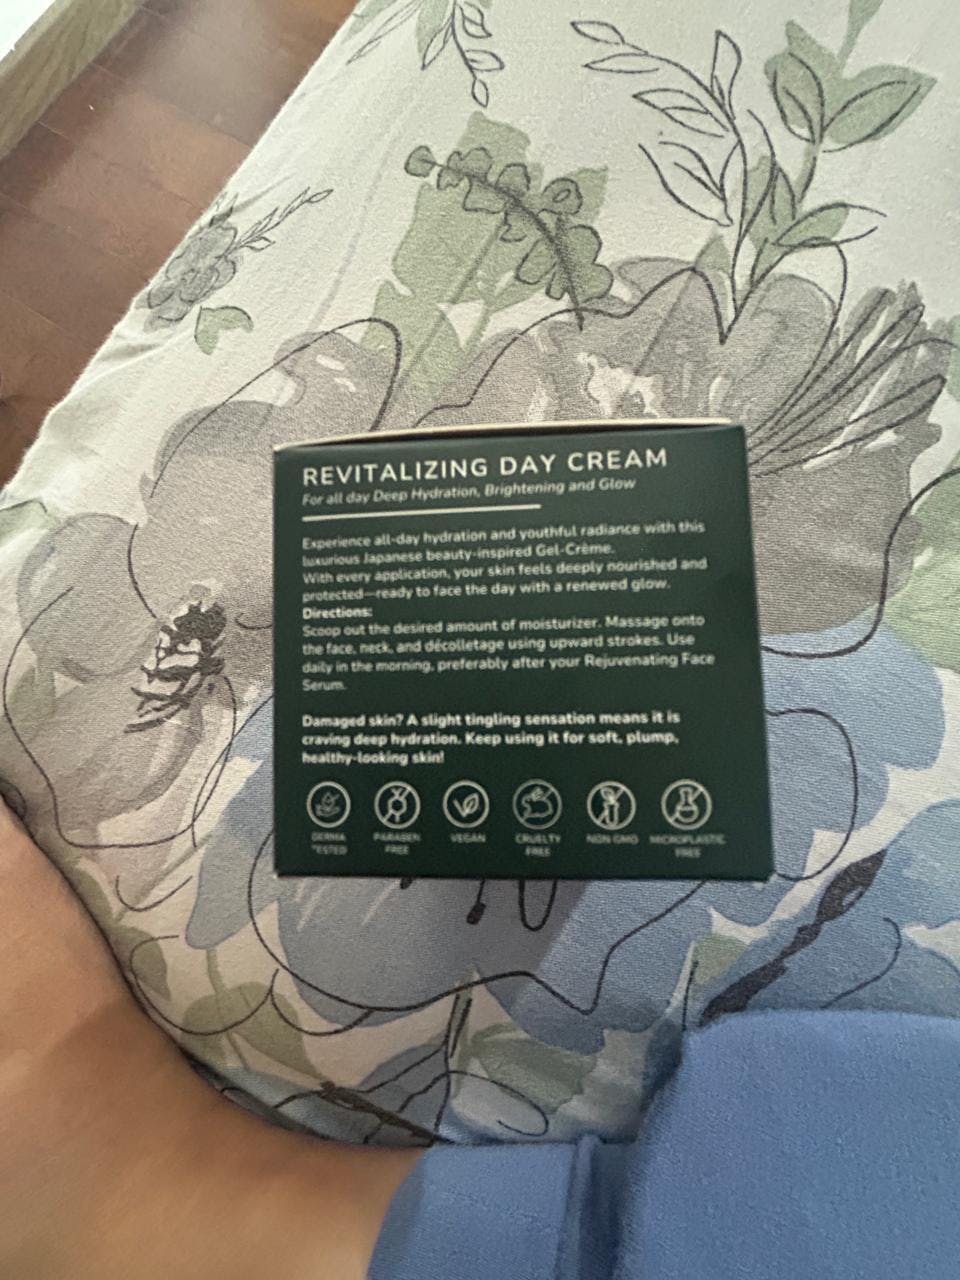 REVITALIZING DAY CREAM
For all day Deep Hydration, Brightening and Glow
Experience all-day hydration and youthful radiance with this
luxurious Japanese beauty-inspired Gel-Crème.
With every application, your skin feels deeply nourished and
protected—ready to face the day with a renewed glow.
Directions:
Scoop out the desired amount of moisturizer. Massage onto
the face, neck, and décolletage using upward strokes. Use
daily in the morning, preferably after your Rejuvenating Face
Serum.
Damaged skin? A slight tingling sensation means it is
craving deep hydration. Keep using it for soft, plump,
healthy-looking skin!
DERMA TESTED
PARABEN FREE
VEGAN
CRUELTY FREE
NON GMO
MICROPLASTIC FREE